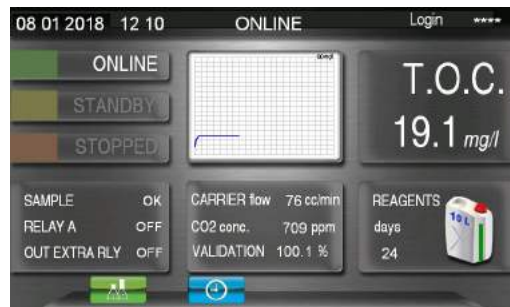 08 01 2018 12 10 ONLINE Login ****
ONLINE
STANDBY
STOPPED
T.O.C.
19.1 mg/l
SAMPLE OK
RELAY A OFF
OUT EXTRA RLY OFF
CARRIER flow 76 cc/min
CO2 conc. 709 ppm
VALIDATION 100.1 %
REAGENTS
days
24
10 L